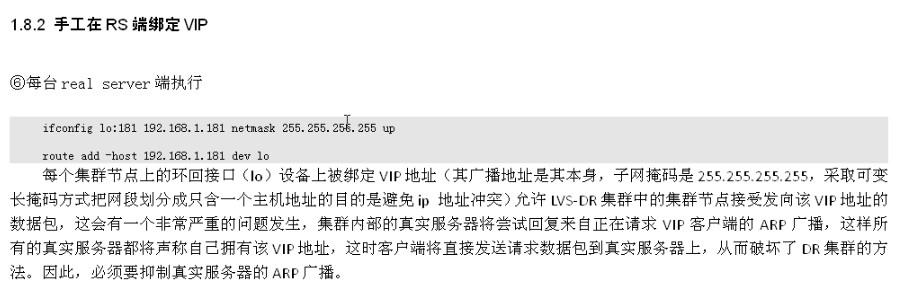 1.8.2 手工在 RS 端绑定 VIP
⑥每台 real server 端执行
ifconfig lo:181 192.168.1.181 netmask 255.255.255.255 up
route add -host 192.168.1.181 dev lo
每个集群节点上的环回接口（lo）设备上被绑定 VIP 地址（其广播地址是其本身，子网掩码是 255.255.255.255，采取可变
长掩码方式把网段划分成只含一个主机地址的目的是避免 ip 地址冲突）允许 LVS-DR 集群中的集群节点接受发向该 VIP 地址的
数据包，这会有一个非常严重的问题发生，集群内部的真实服务器将尝试回复来自正在请求 VIP 客户端的 ARP 广播，这样所
有的真实服务器都将声称自己拥有该 VIP 地址，这时客户端将直接发送请求数据包到真实服务器上，从而破坏了 DR 集群的方
法。因此，必须要抑制真实服务器的 ARP 广播。